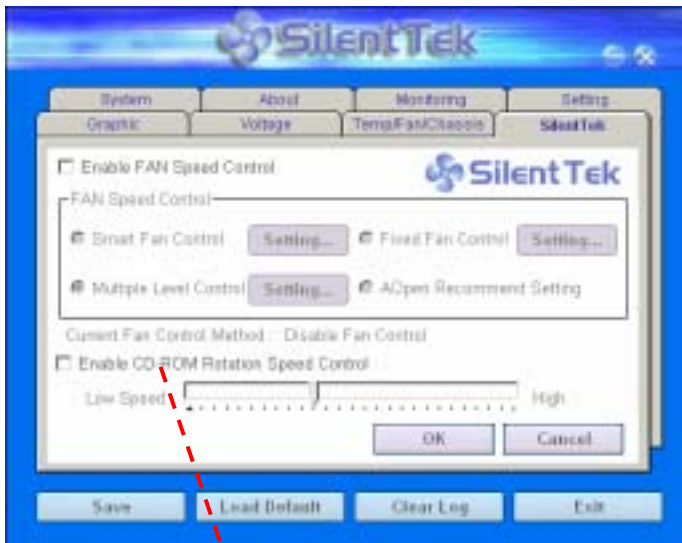 SilentTek
System About Monitoring Setting
Graphic Voltage Temp/Fan/Chassis SilentTek
Enable FAN Speed Control SilentTek
FAN Speed Control
Smart Fan Control Setting... Fixed Fan Control Setting...
Multiple Level Control Setting... AOpen Recommend Setting
Current Fan Control Method : Disable Fan Control
Enable CD-ROM Rotation Speed Control
Low Speed High
OK Cancel
Save Load Default Clear Log Exit